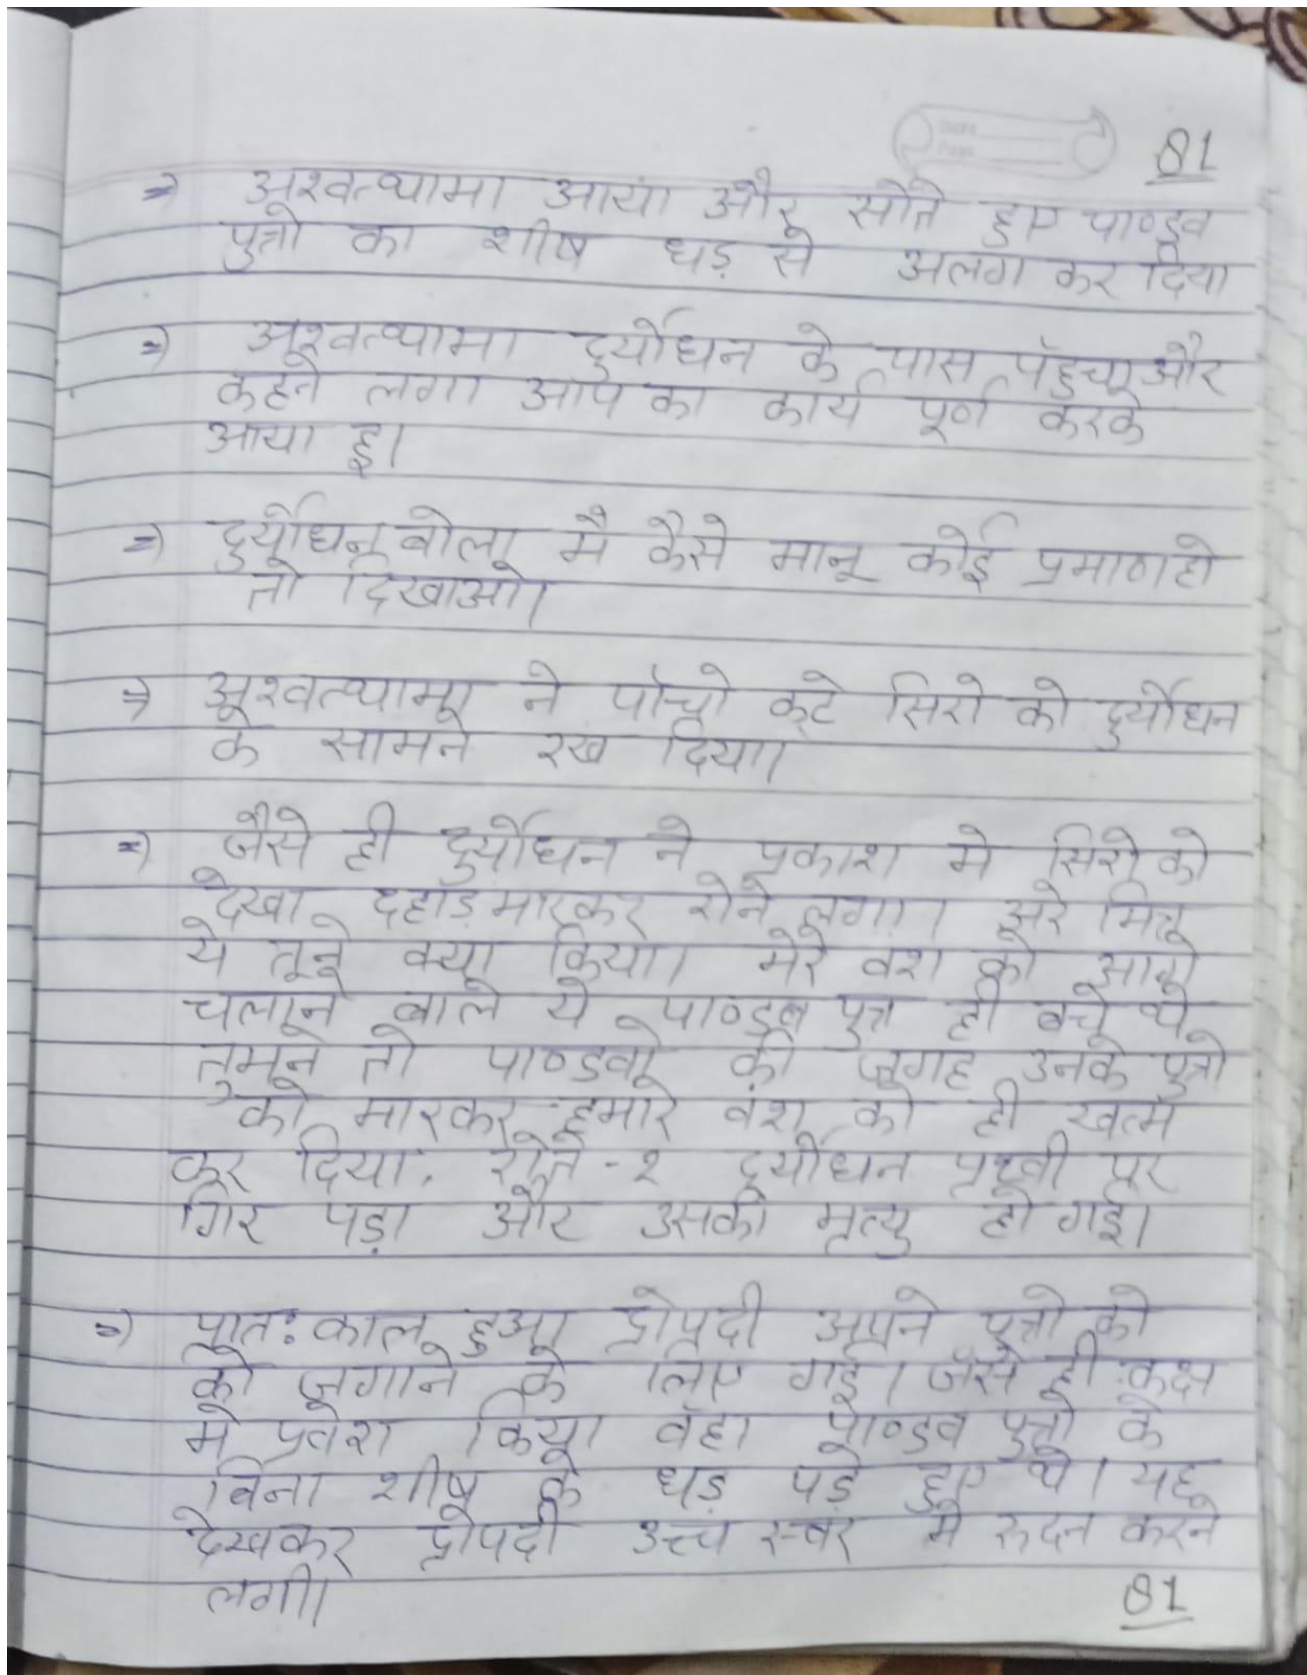 81
=> अश्वत्थामा आया और सोते हुए पाण्डव
पुत्रो का शीष धड़ से अलग कर दिया
=> अश्वत्थामा दुर्योधन के पास पॅहुचा और
कहने लगा आप का कार्य पूर्ण करके
आया हू।
=> दुर्योधन बोला मै कैसे मानू कोई प्रमाण हो
तो दिखाओ।
=> अश्वत्थामा ने पॉचो कटे सिरो को दुर्योधन
के सामने रख दिया।
=> जैसे ही दुर्योधन ने प्रकाश मे सिरो को
देखा दहाड़ मारकर रोने लगा। अरे मित्र
ये तूने क्या किया। मेरे वश को आगे
चलाने वाले ये पाण्डव पुत्र ही बचे थे
तुमने तो पाण्डवो की जगह उनके पुत्रो
को मारकर हमारे वंश को ही खत्म
कर दिया. रोते -२ दुर्योधन पृथ्वी पर
गिर पड़ा और उसकी मृत्यु हो गई।
=> प्रात: काल हुआ द्रोपदी अपने पुत्रो को
को जगाने के लिए गई। जैसे ही कक्ष
मे प्रवेश किया वॅहा पाण्डव पुत्रो के
बिना शीष के धड़ पड़े हुए थे। यह
देखकर द्रोपदी उच्च स्वर मे रुदन करने
लगी।
81